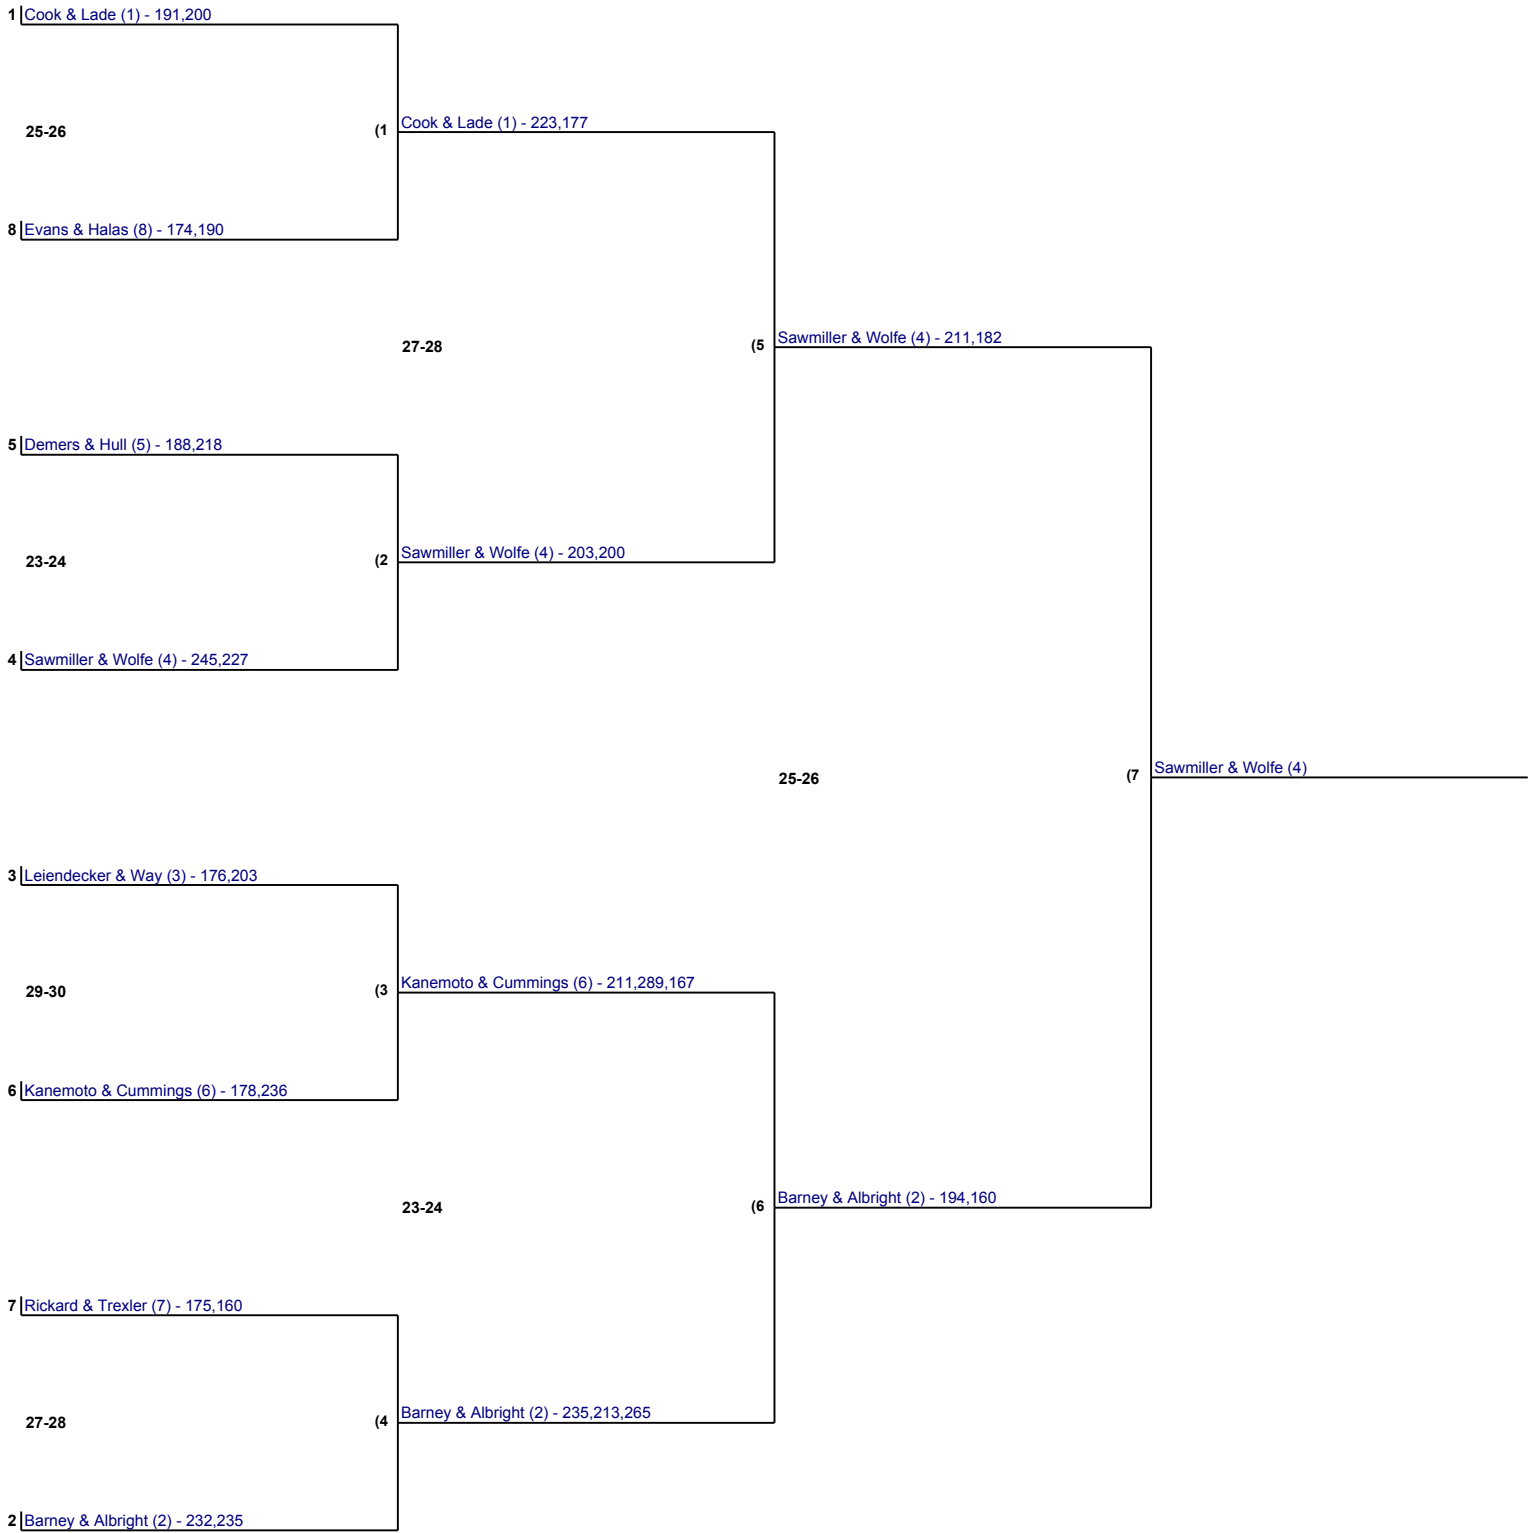 1 Cook & Lade (1) - 191,200
25-26 (1 Cook & Lade (1) - 223,177
8 Evans & Halas (8) - 174,190
27-28 (5 Sawmiller & Wolfe (4) - 211,182
5 Demers & Hull (5) - 188,218
23-24 (2 Sawmiller & Wolfe (4) - 203,200
4 Sawmiller & Wolfe (4) - 245,227
25-26 (7 Sawmiller & Wolfe (4)
3 Leiendecker & Way (3) - 176,203
29-30 (3 Kanemoto & Cummings (6) - 211,289,167
6 Kanemoto & Cummings (6) - 178,236
23-24 (6 Barney & Albright (2) - 194,160
7 Rickard & Trexler (7) - 175,160
27-28 (4 Barney & Albright (2) - 235,213,265
2 Barney & Albright (2) - 232,235